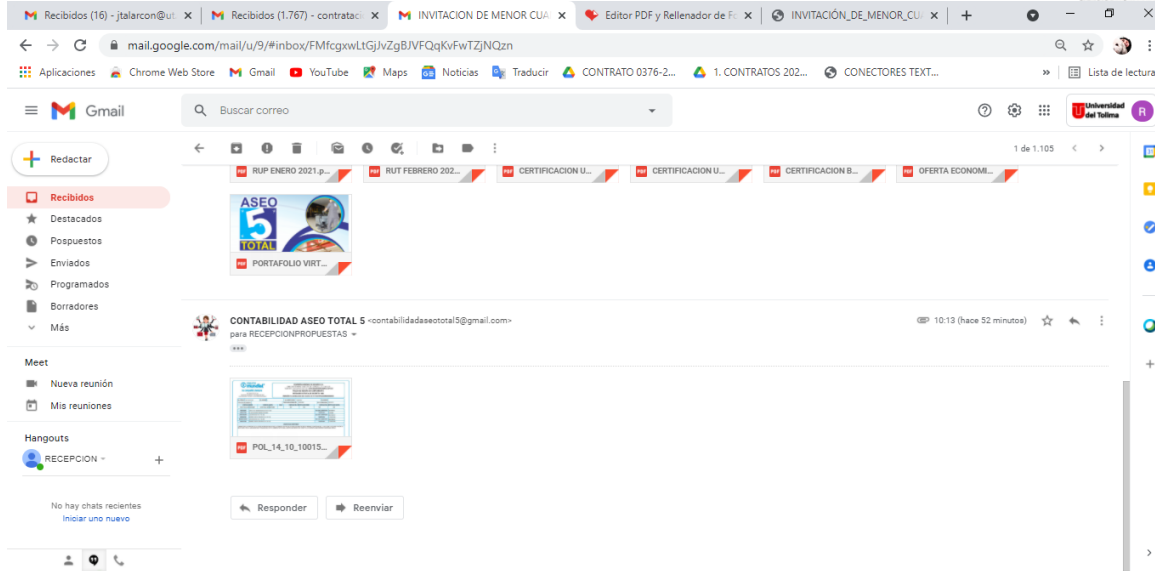 Recibidos (16) - jtalarcon@ut
Recibidos (1.767) - contrataci
INVITACION DE MENOR CUA
Editor PDF y Rellenador de Fo
INVITACIÓN_DE_MENOR_CU
mail.google.com/mail/u/9/#inbox/FMfcgxwLtGjJvZgBJVFQqKvFwTZjNQzn
Aplicaciones
Chrome Web Store
Gmail
YouTube
Maps
Noticias
Traducir
CONTRATO 0376-2...
1. CONTRATOS 202...
CONECTORES TEXT...
»
Lista de lectura
Gmail
Buscar correo
Universidad
del Tolima
R
Redactar
1 de 1.105
RUP ENERO 2021.p...
RUT FEBRERO 202...
CERTIFICACION U...
CERTIFICACION U...
CERTIFICACION B...
OFERTA ECONOMI...
Recibidos
Destacados
Pospuestos
Enviados
Programados
Borradores
Más
ASEO
5
TOTAL
PORTAFOLIO VIRT...
CONTABILIDAD ASEO TOTAL 5 <contabilidadaseototal5@gmail.com>
10:13 (hace 52 minutos)
para RECEPCIONPROPUESTAS
Meet
Nueva reunión
Mis reuniones
Hangouts
RECEPCION
POL_14_10_10015...
No hay chats recientes
Iniciar uno nuevo
Responder
Reenviar